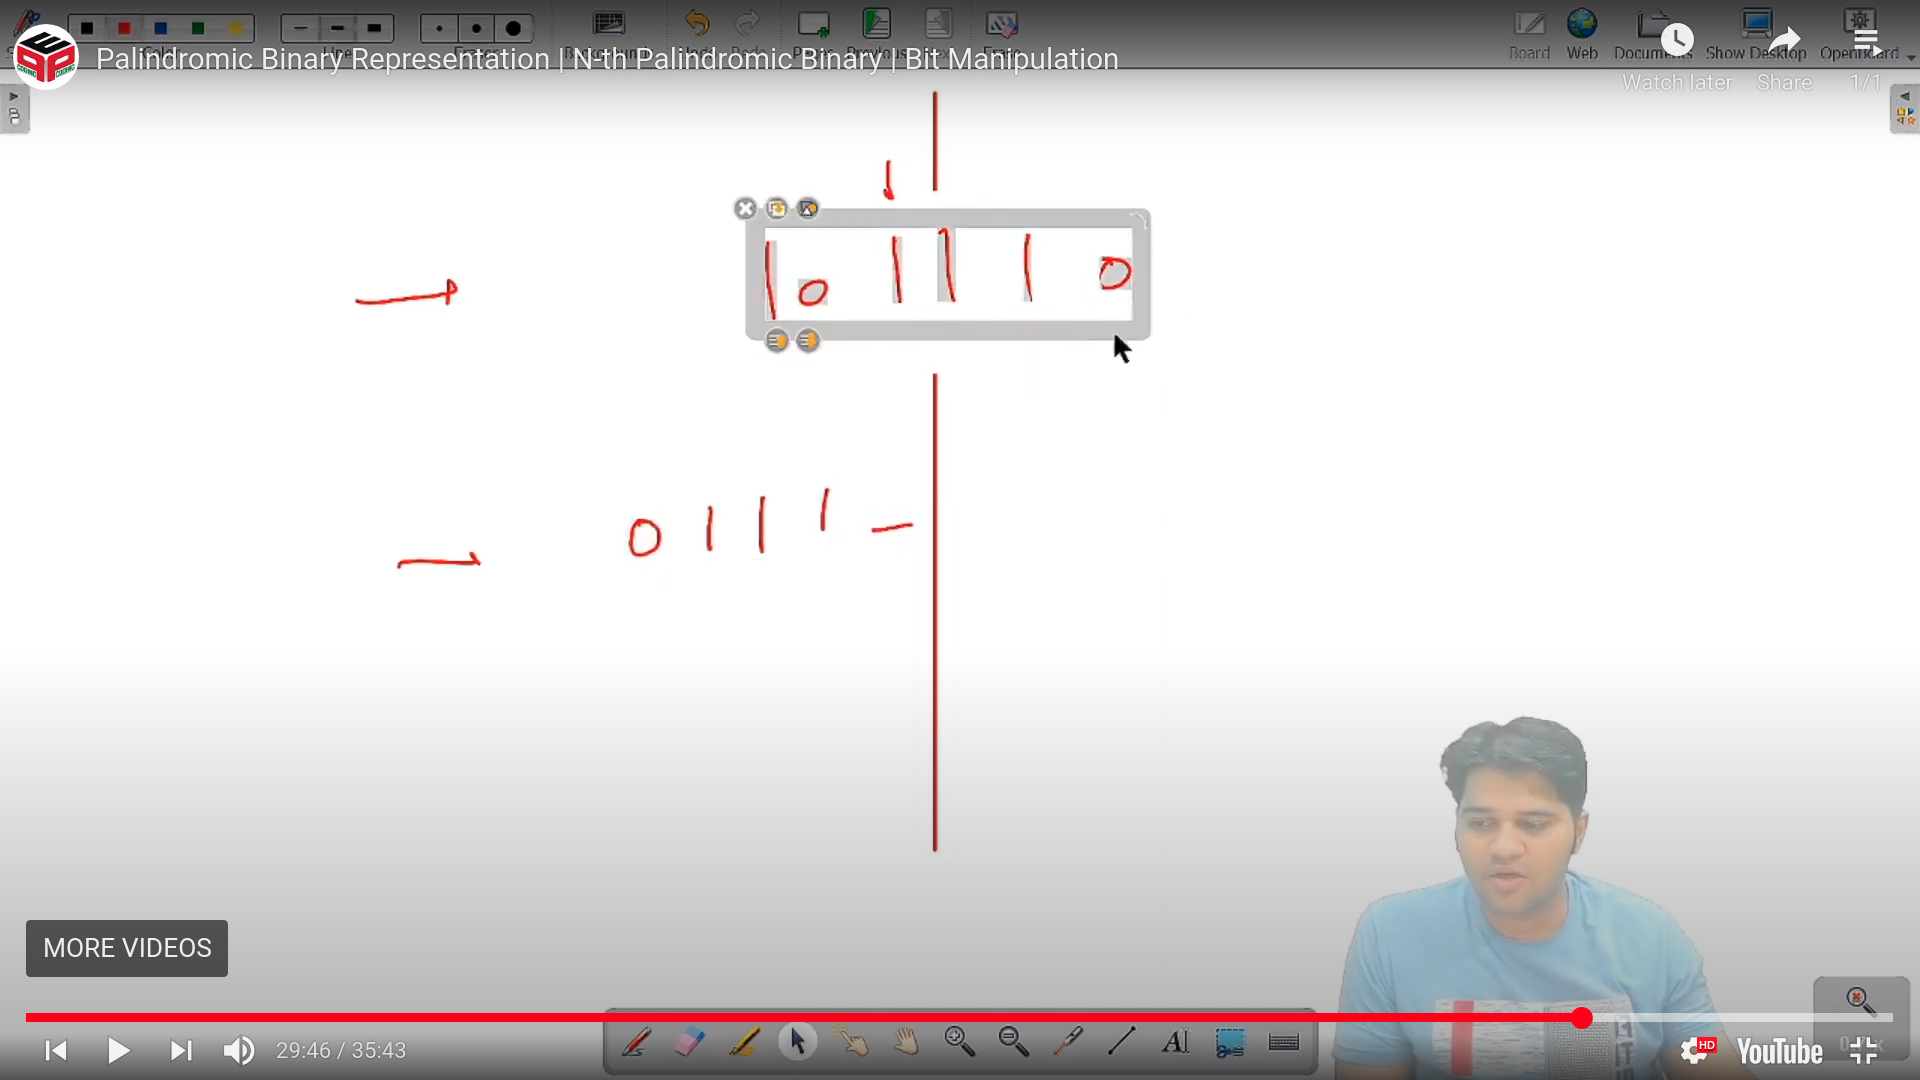 Palindromic Binary Representation | N-th Palindromic Binary | Bit Manipulation
Board Web Documents Show Desktop OpenBoard
Watch later Share 1/1
1 0 1 1 1 0
0 1 1 1 –
MORE VIDEOS
29:46 / 35:43
HD YouTube